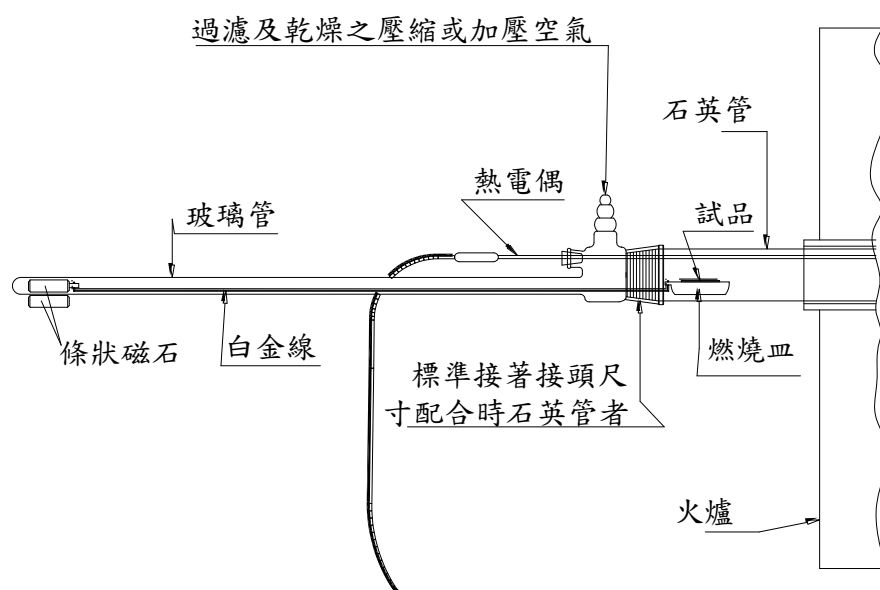 過濾及乾燥之壓縮或加壓空氣
石英管
熱電偶
玻璃管
試品
條狀磁石
白金線
標準接著接頭尺
寸配合時石英管者
燃燒皿
火爐